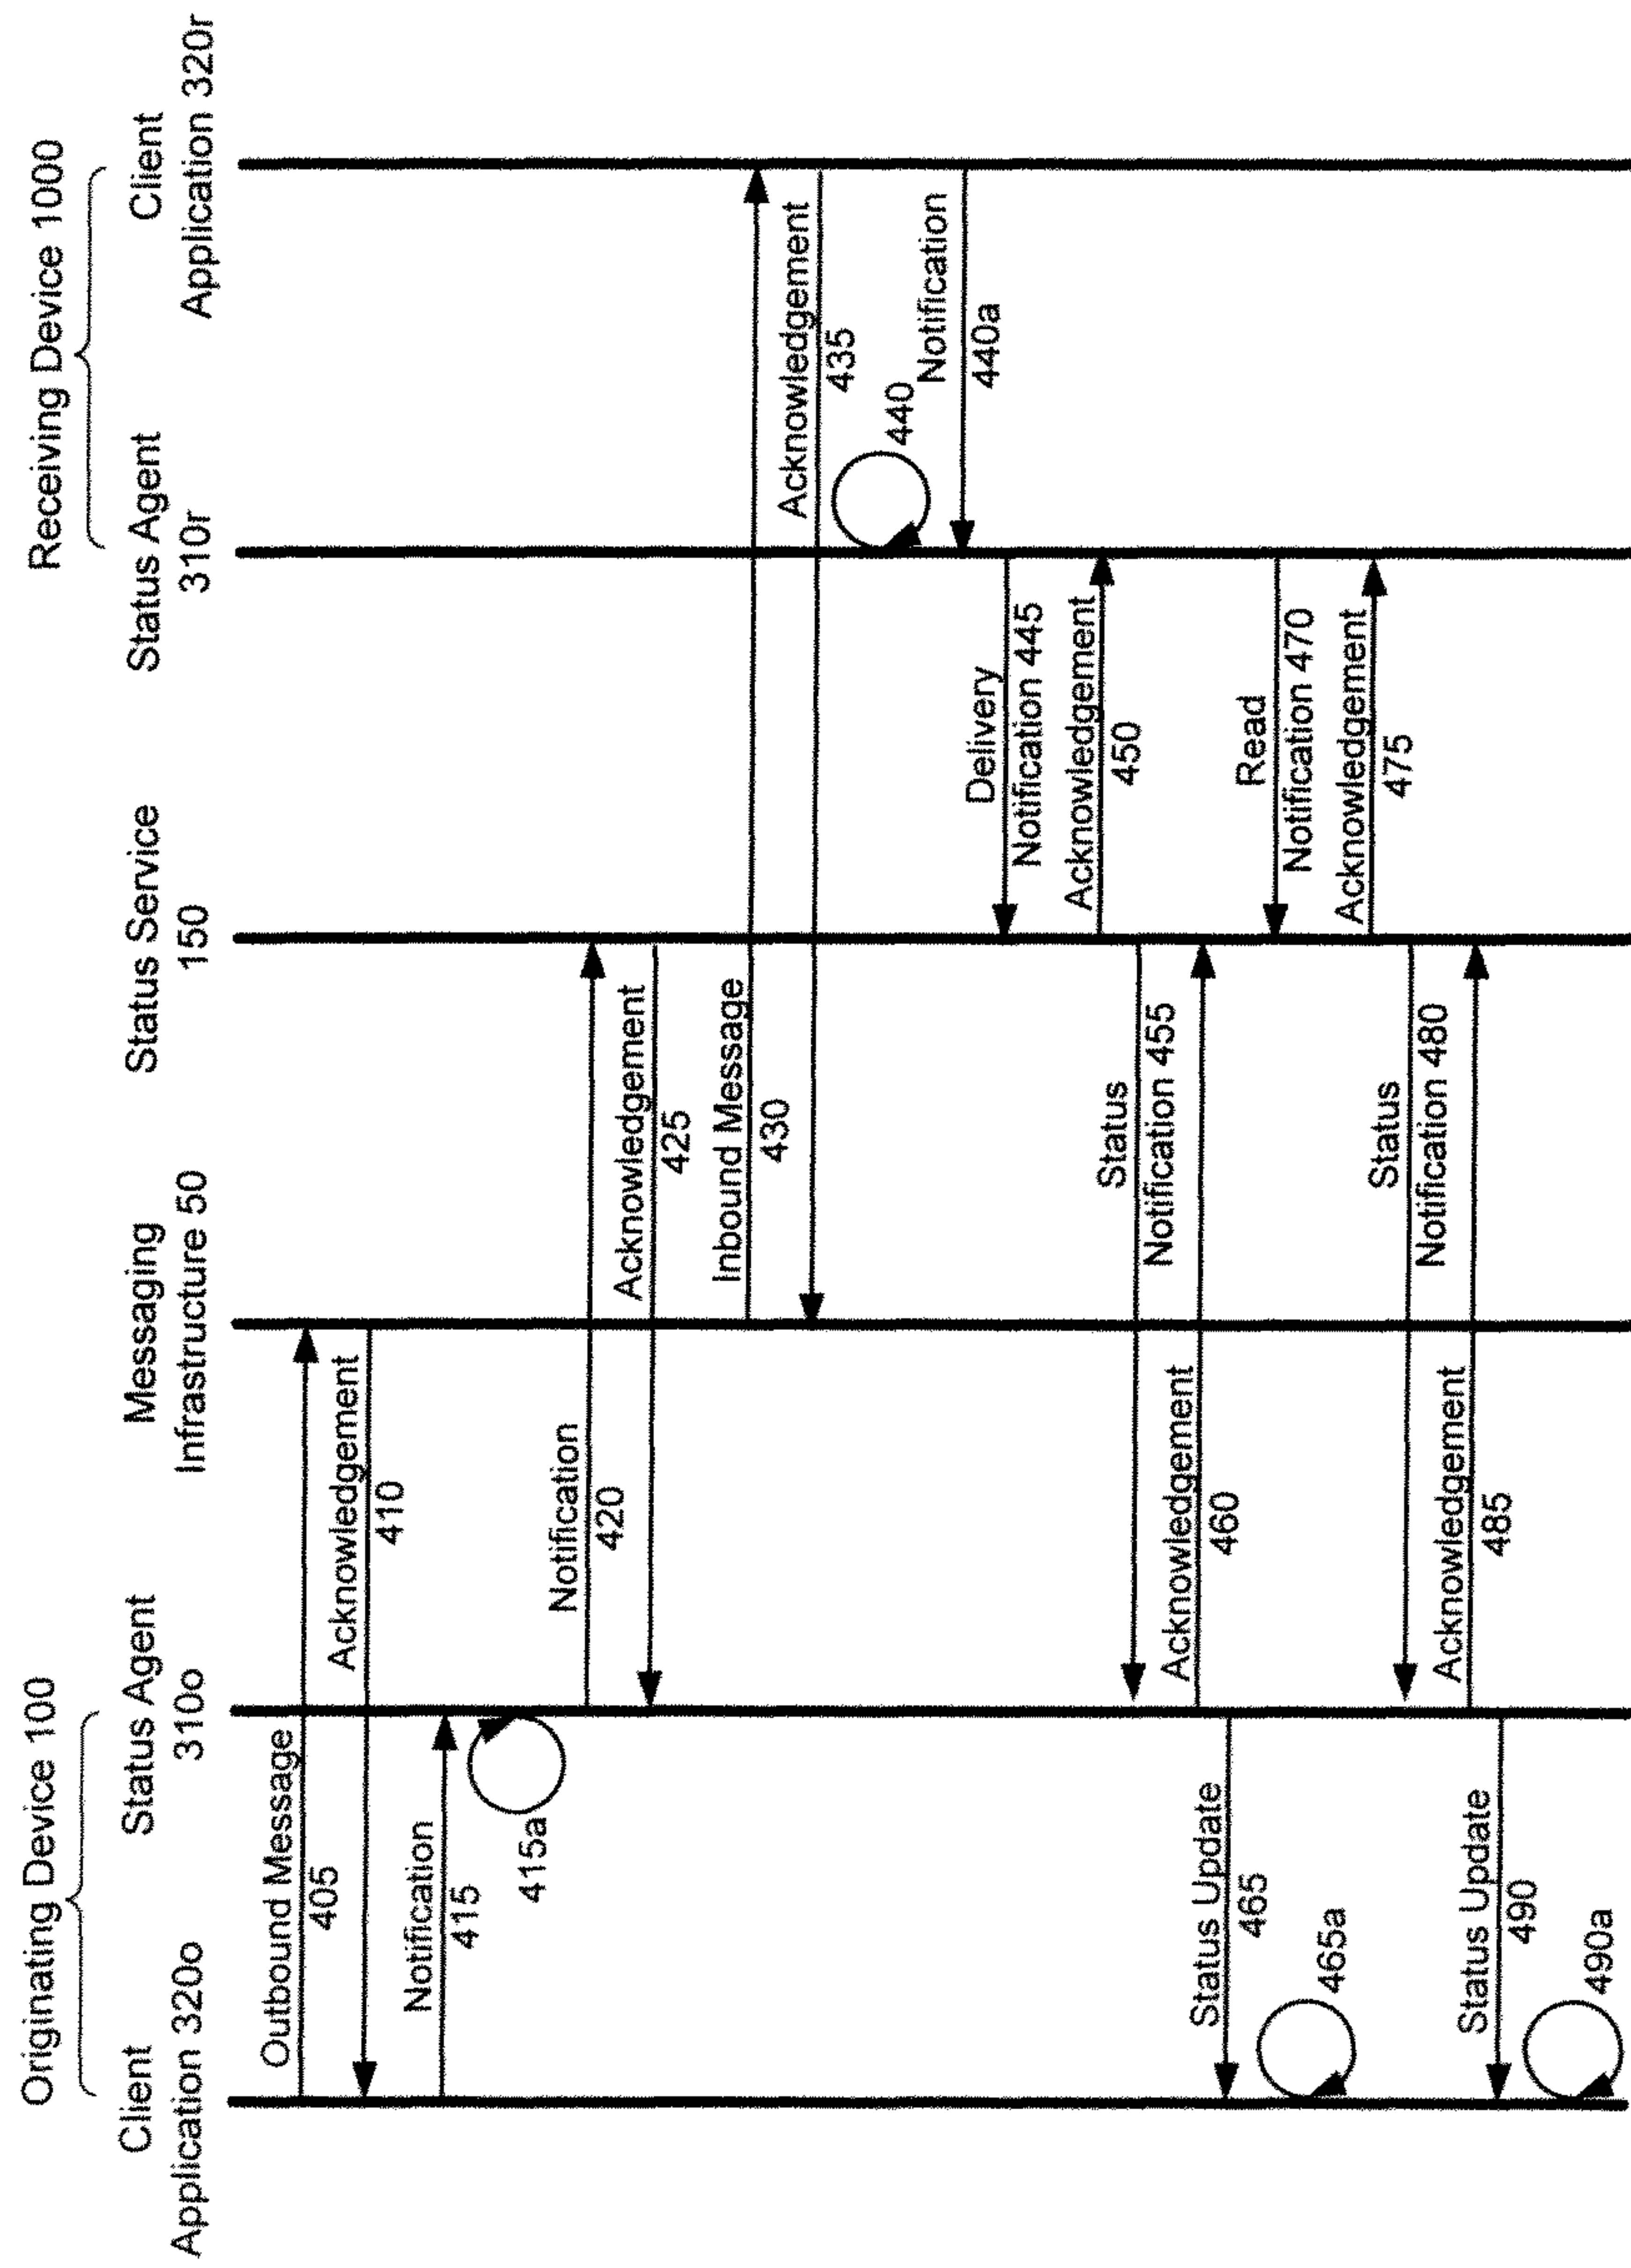 Originating Device 100
Receiving Device 1000
Client
Application 320o
Status Agent
310o
Messaging
Infrastructure 50
Status Service
150
Status Agent
310r
Client
Application 320r
Outbound Message
405
Acknowledgement
410
Notification
415
415a
Notification
420
Acknowledgement
425
Inbound Message
430
Acknowledgement
435
440
Notification
440a
Delivery
Notification 445
Acknowledgement
450
Status
Notification 455
Acknowledgement
460
Status Update
465
465a
Read
Notification 470
Acknowledgement
475
Status
Notification 480
Acknowledgement
485
Status Update
490
490a